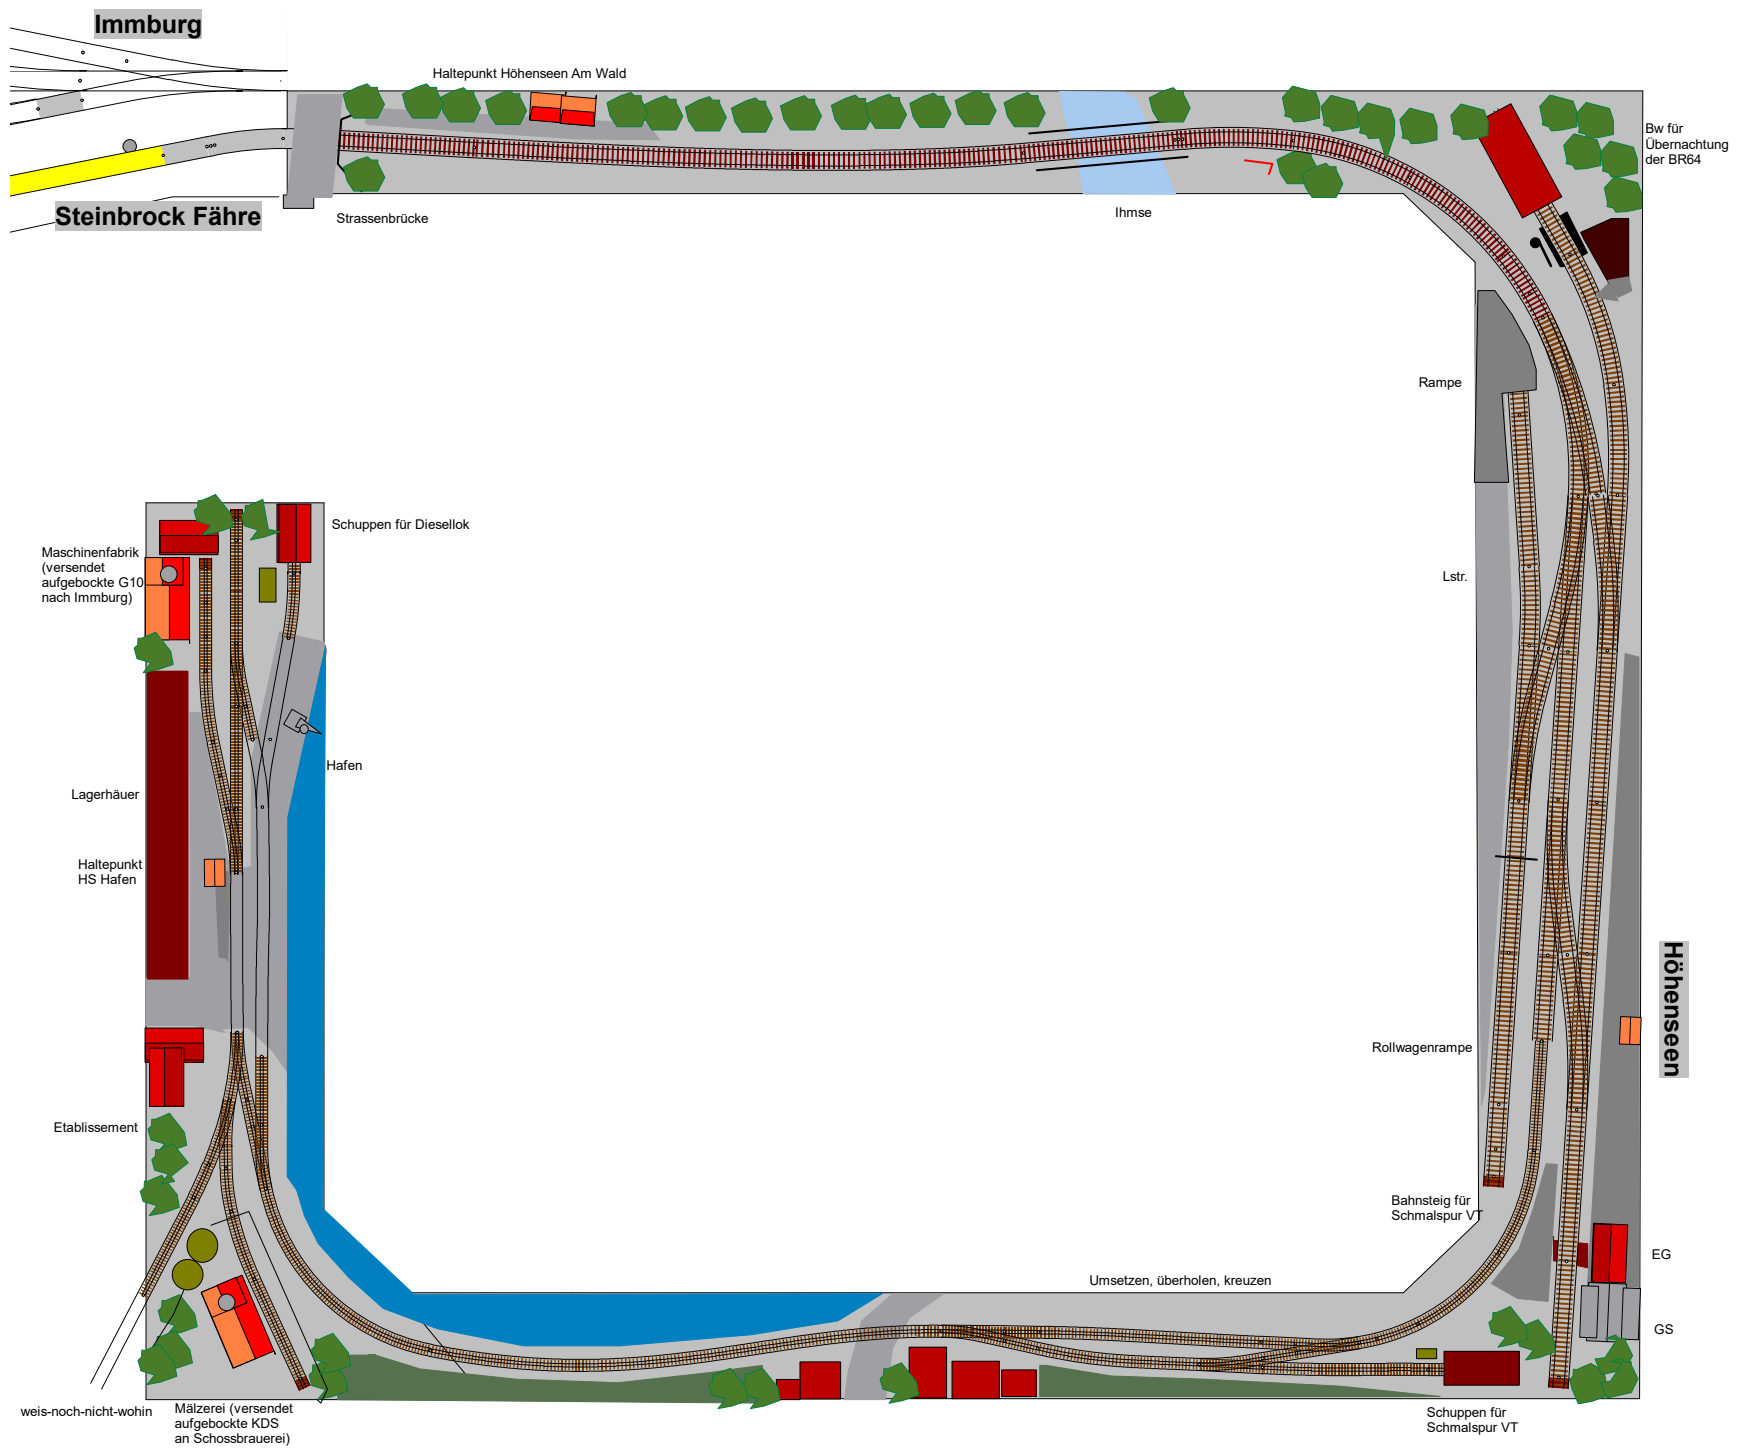 Immburg
Haltepunkt Höhenseen Am Wald
Bw für
Übernachtung
der BR64
Steinbrock Fähre
Strassenbrücke
Ihmse
Rampe
Schuppen für Diesellok
Maschinenfabrik
(versendet
aufgebockte G10
nach Immburg)
Lstr.
Hafen
Lagerhäuer
Haltepunkt
HS Hafen
Höhenseen
Rollwagenrampe
Etablissement
Bahnsteig für
Schmalspur VT
EG
Umsetzen, überholen, kreuzen
GS
weis-noch-nicht-wohin
Mälzerei (versendet
aufgebockte KDS
an Schossbrauerei)
Schuppen für
Schmalspur VT